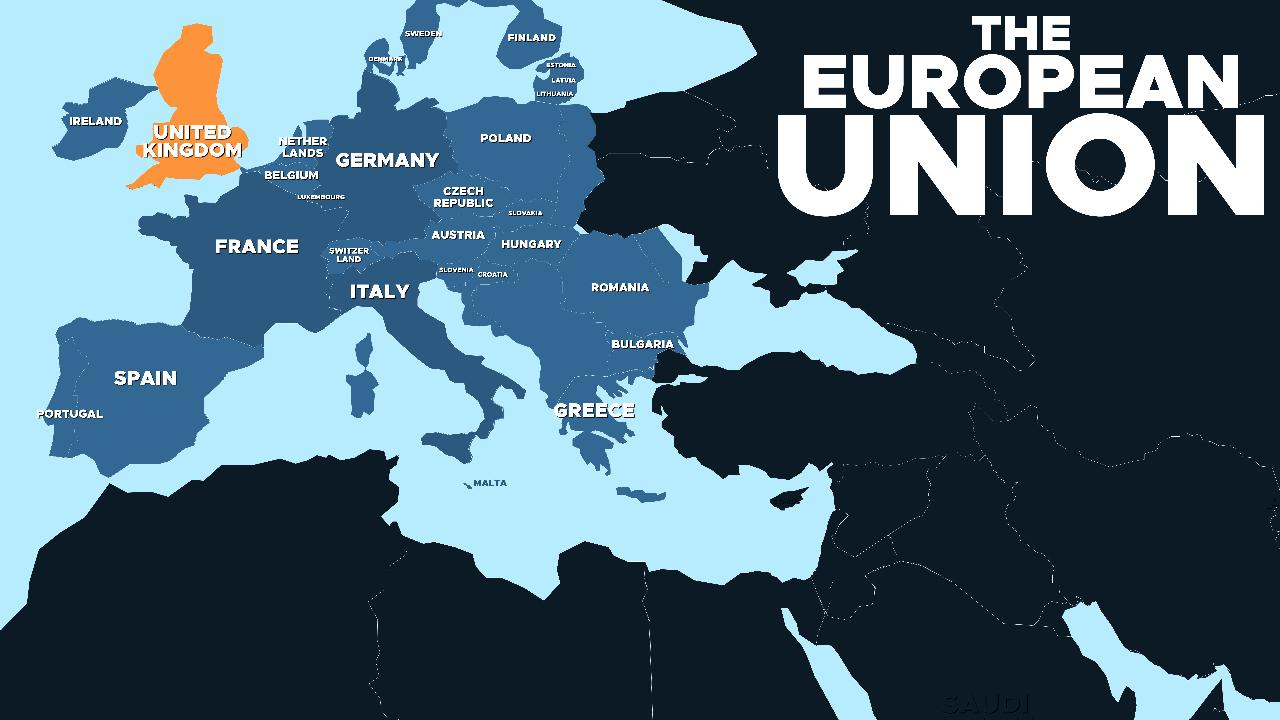 THE
EUROPEAN
UNION
SWEDEN
FINLAND
DENMARK
ESTONIA
LATVIA
LITHUANIA
IRELAND
UNITED
KINGDOM
NETHER
LANDS
POLAND
GERMANY
BELGIUM
LUXEMBOURG
CZECH
REPUBLIC
SLOVAKIA
AUSTRIA
HUNGARY
FRANCE
SWITZER
LAND
SLOVENIA
CROATIA
ITALY
ROMANIA
BULGARIA
SPAIN
PORTUGAL
GREECE
MALTA
SAUDI